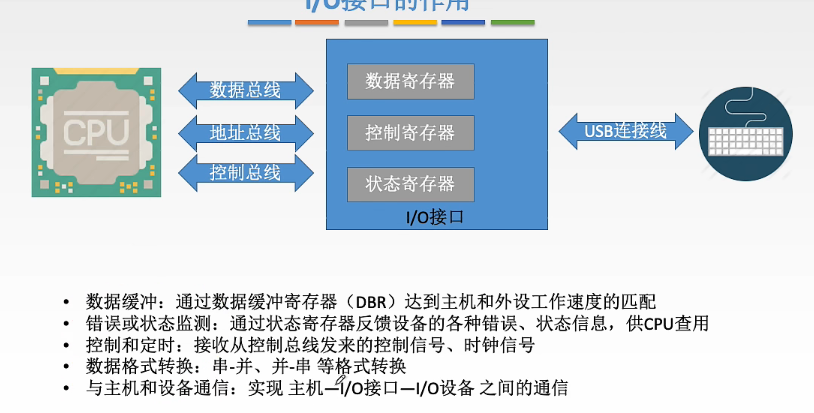 I/O接口的作用
CPU
数据总线
地址总线
控制总线
数据寄存器
控制寄存器
状态寄存器
I/O接口
USB连接线
• 数据缓冲：通过数据缓冲寄存器（DBR）达到主机和外设工作速度的匹配
• 错误或状态监测：通过状态寄存器反馈设备的各种错误、状态信息，供CPU查用
• 控制和定时：接收从控制总线发来的控制信号、时钟信号
• 数据格式转换：串-并、并-串 等格式转换
• 与主机和设备通信：实现 主机—I/O接口—I/O设备 之间的通信